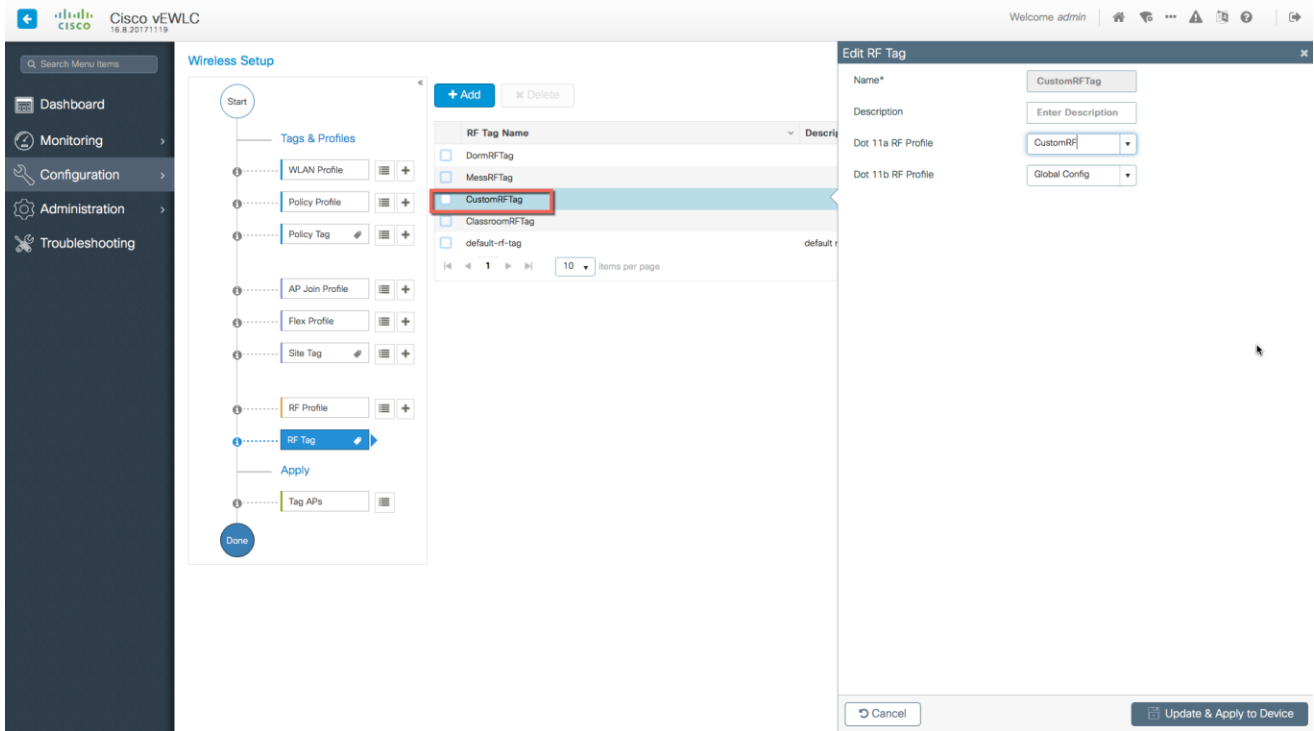 cisco
Cisco vEWLC
16.8.20171119
Welcome admin
Search Menu Items
Dashboard
Monitoring
Configuration
Administration
Troubleshooting
Wireless Setup
Start
Tags & Profiles
WLAN Profile
Policy Profile
Policy Tag
AP Join Profile
Flex Profile
Site Tag
RF Profile
RF Tag
Apply
Tag APs
Done
+ Add
× Delete
RF Tag Name
Descrip
DormRFTag
MessRFTag
CustomRFTag
ClassroomRFTag
default-rf-tag
default r
1
10
items per page
Edit RF Tag
Name*
CustomRFTag
Description
Enter Description
Dot 11a RF Profile
CustomRF
Dot 11b RF Profile
Global Config
Cancel
Update & Apply to Device